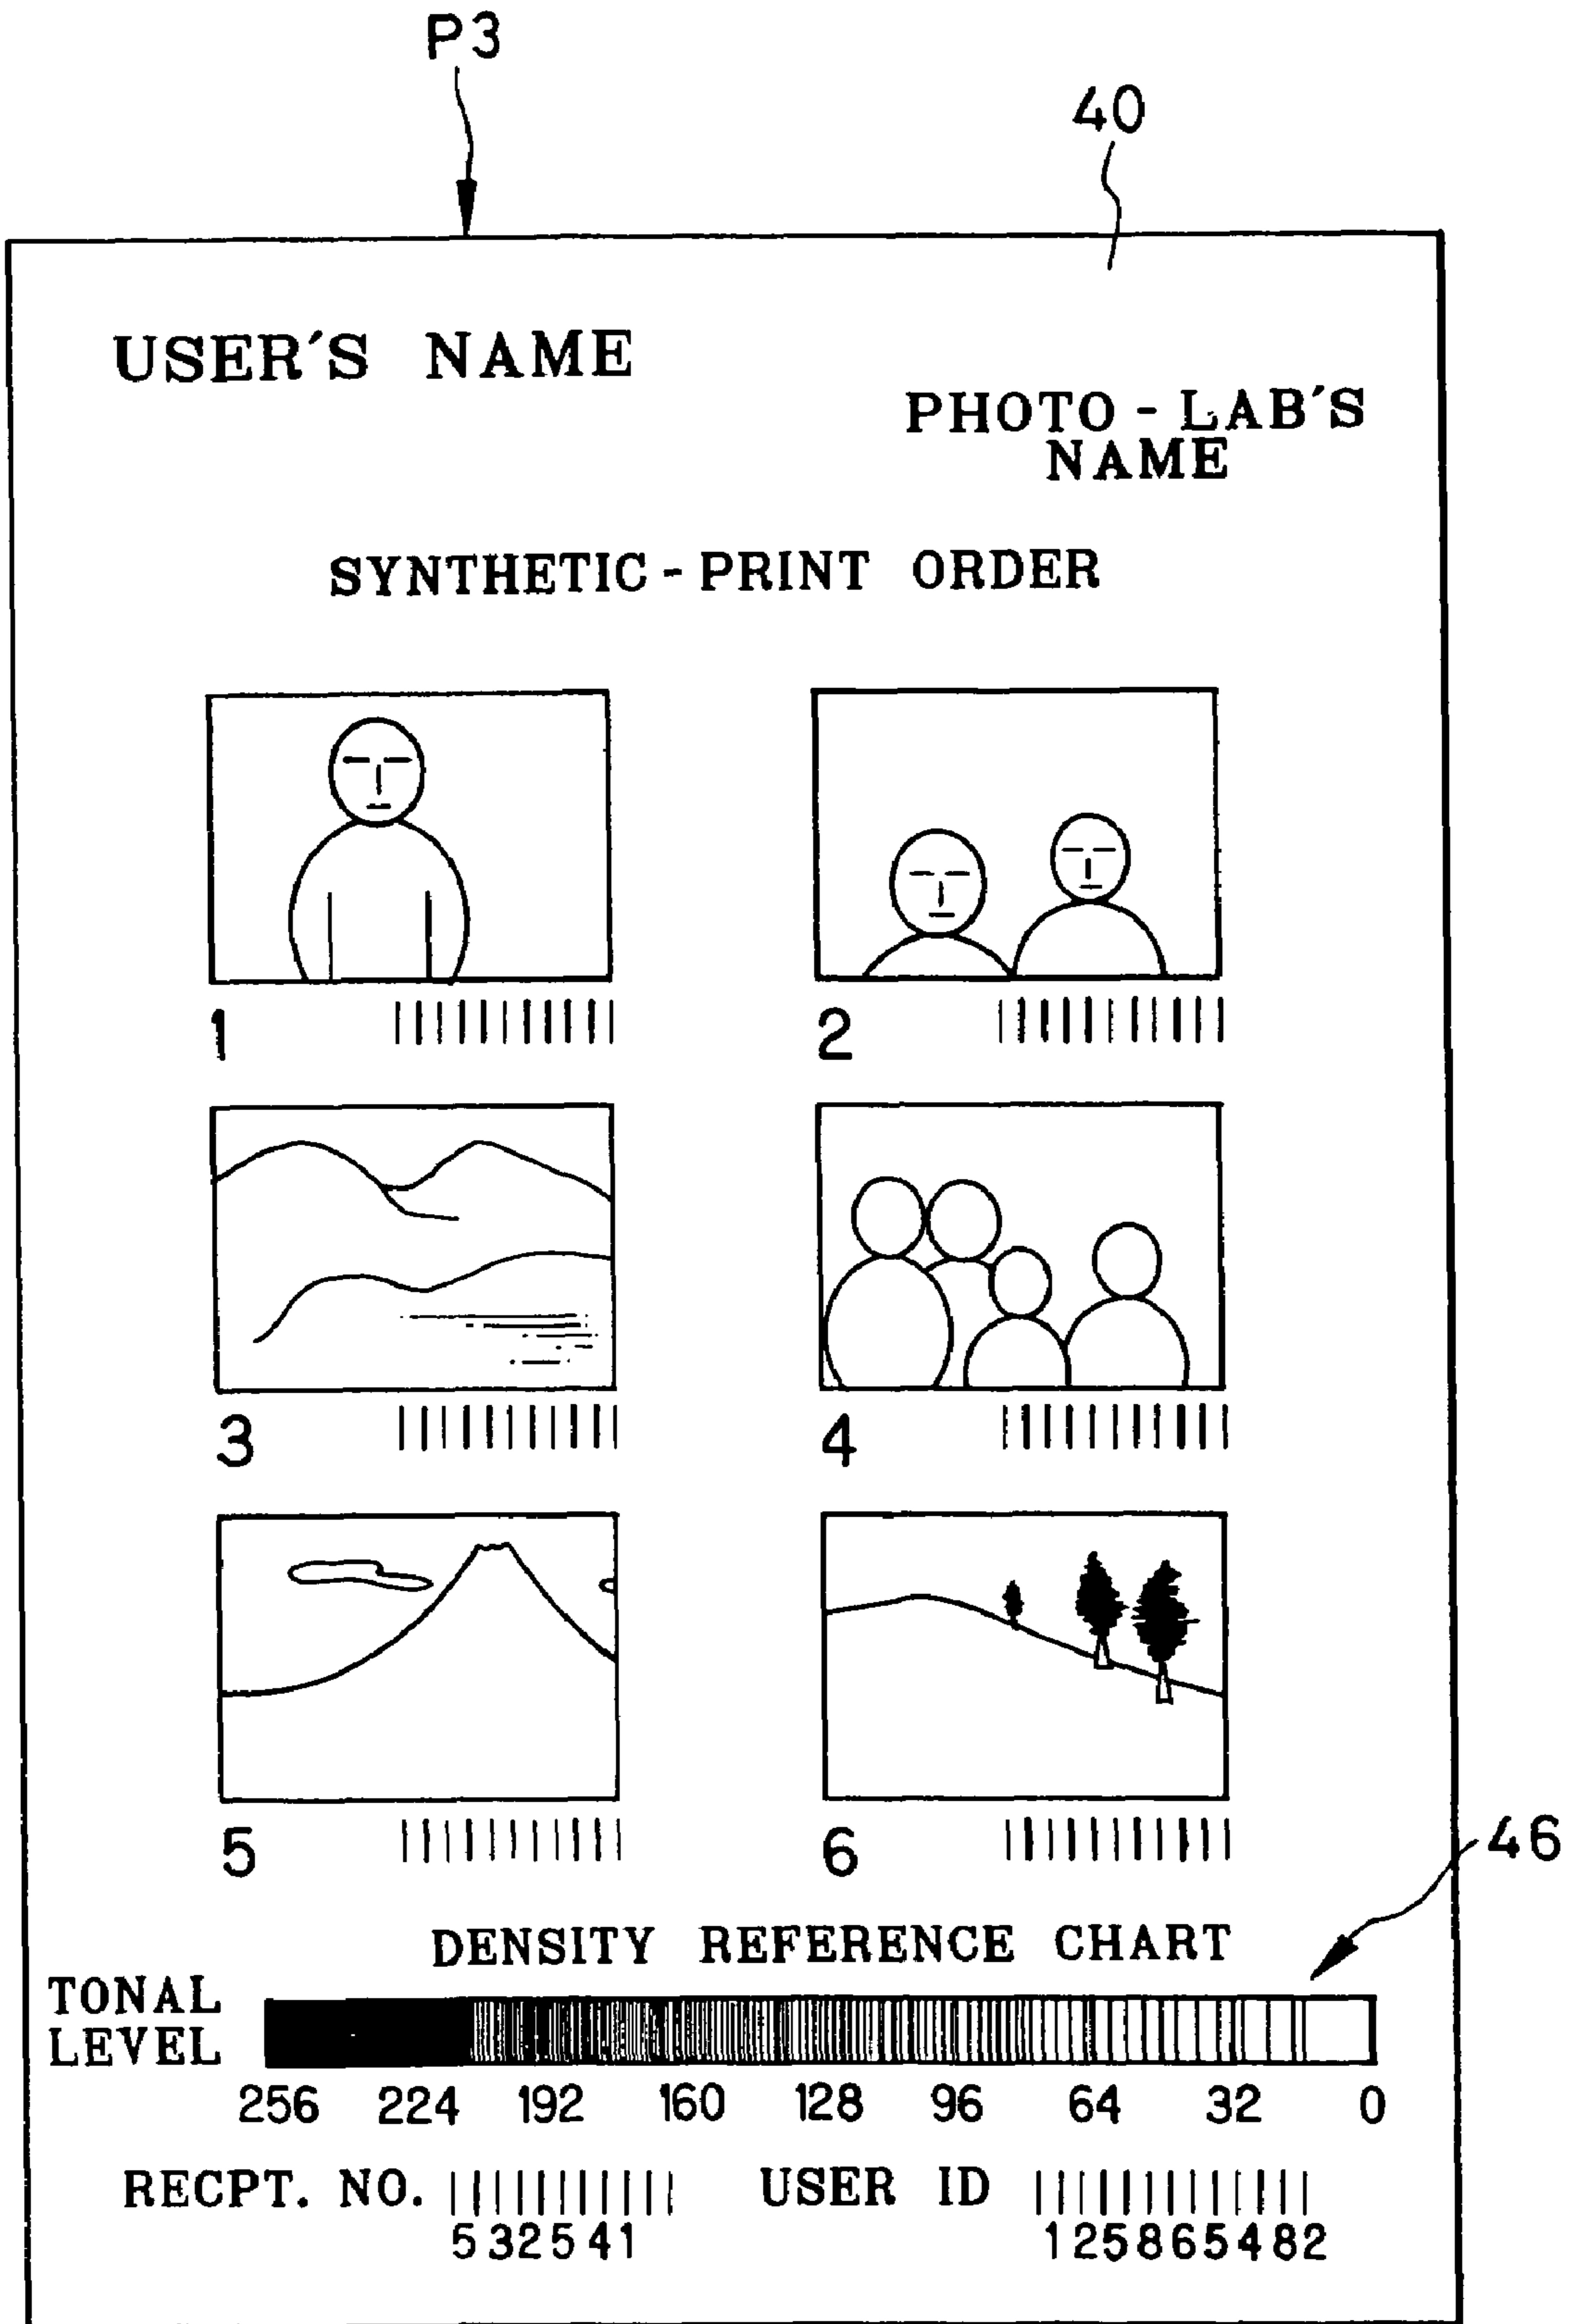 P3
40
USER'S NAME
PHOTO-LAB'S
NAME
SYNTHETIC-PRINT ORDER
1
2
3
4
5
6
46
DENSITY REFERENCE CHART
TONAL
LEVEL
256 224 192 160 128 96 64 32 0
RECPT. NO. USER ID
532541 125865482